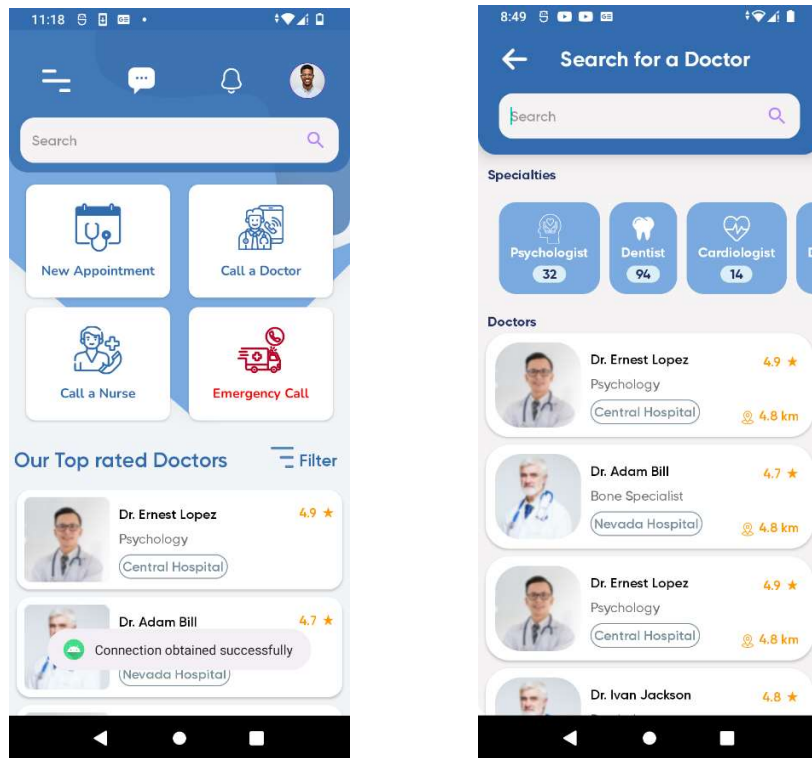 11:18
Search
New Appointment
Call a Doctor
Call a Nurse
Emergency Call
Our Top rated Doctors
Filter
Dr. Ernest Lopez
4.9 ★
Psychology
Central Hospital
Dr. Adam Bill
4.7 ★
Connection obtained successfully
Nevada Hospital
8:49
Search for a Doctor
Search
Specialties
Psychologist
32
Dentist
94
Cardiologist
14
Doctors
Dr. Ernest Lopez
4.9 ★
Psychology
Central Hospital
4.8 km
Dr. Adam Bill
4.7 ★
Bone Specialist
Nevada Hospital
4.8 km
Dr. Ernest Lopez
4.9 ★
Psychology
Central Hospital
4.8 km
Dr. Ivan Jackson
4.8 ★